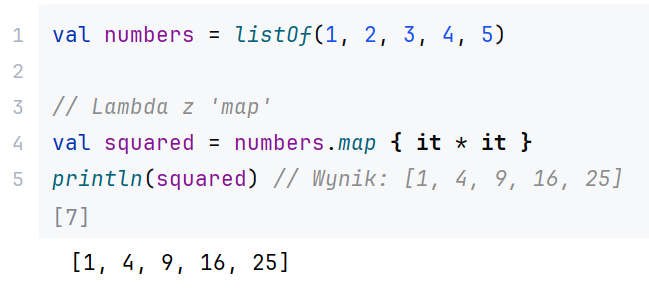 1 val numbers = listOf(1, 2, 3, 4, 5)
2
3 // Lambda z 'map'
4 val squared = numbers.map { it * it }
5 println(squared) // Wynik: [1, 4, 9, 16, 25]
[7]
[1, 4, 9, 16, 25]